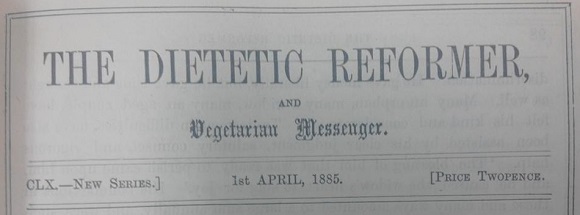 THE DIETETIC REFORMER,
AND
Vegetarian Messenger.
CLX.—NEW SERIES.] 1ST APRIL, 1885. [PRICE TWOPENCE.